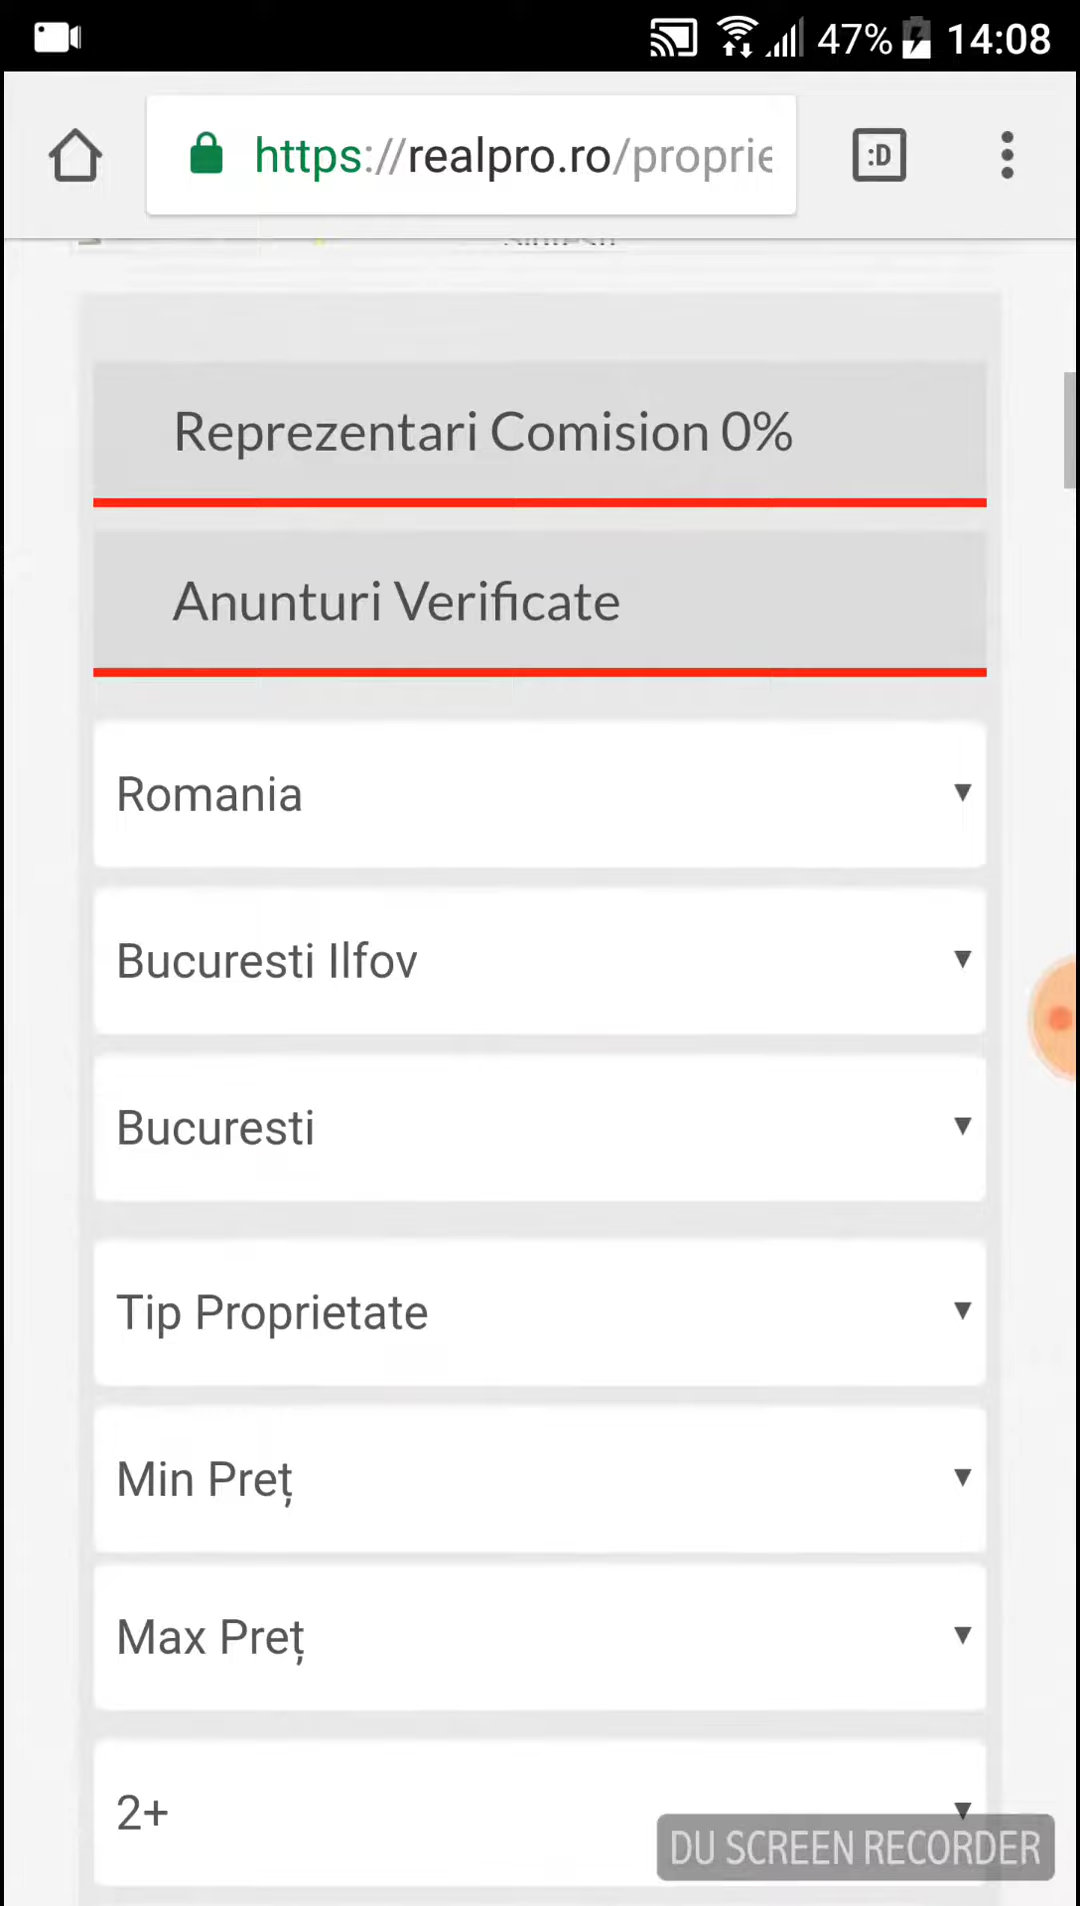 47% 14:08
https://realpro.ro/proprie
:D
Reprezentari Comision 0%
Anunturi Verificate
Romania
Bucuresti Ilfov
Bucuresti
Tip Proprietate
Min Preț
Max Preț
2+
DU SCREEN RECORDER